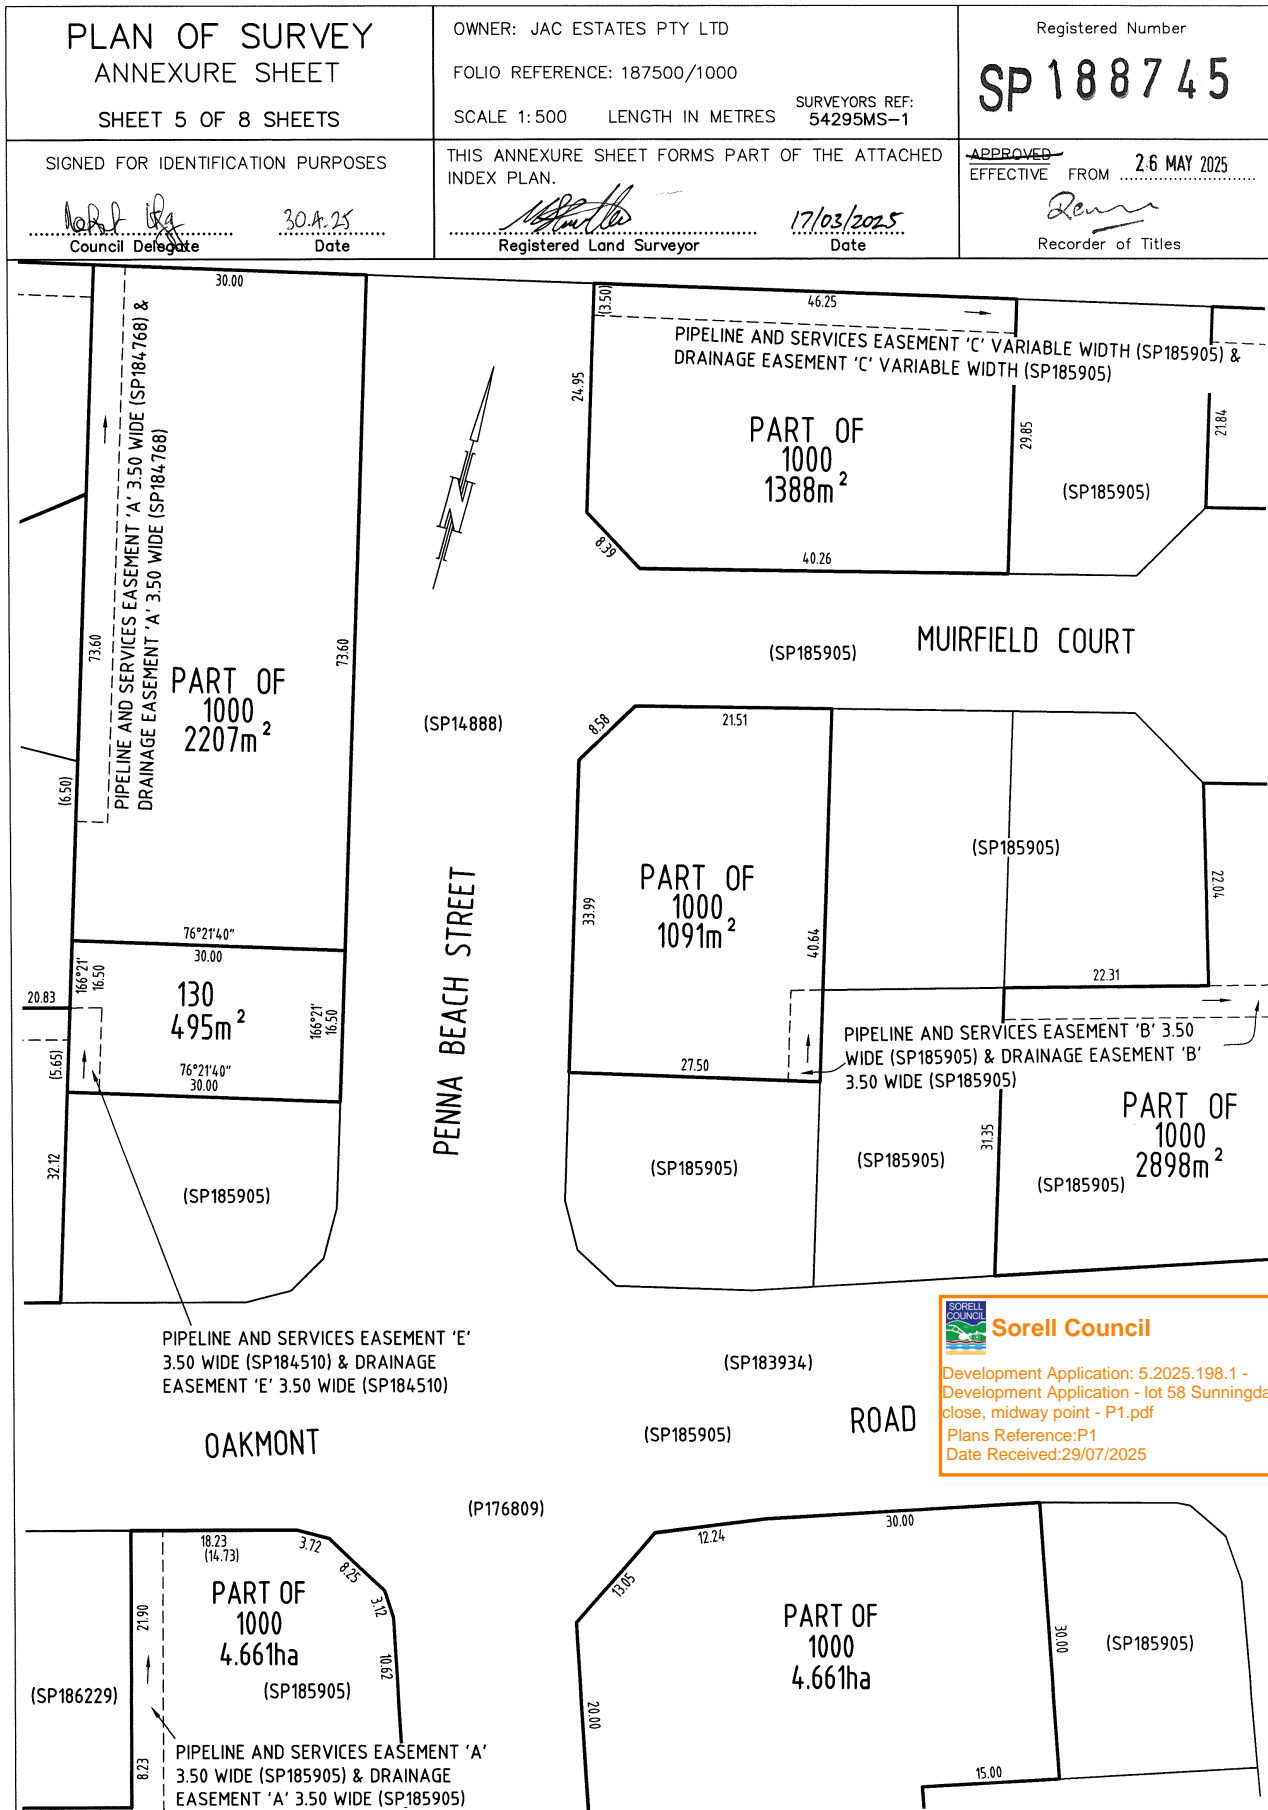 PLAN OF SURVEY
ANNEXURE SHEET
SHEET 5 OF 8 SHEETS
OWNER: JAC ESTATES PTY LTD
FOLIO REFERENCE: 187500/1000
SCALE 1:500 LENGTH IN METRES
SURVEYORS REF:
54295MS-1
Registered Number
SP 188745
SIGNED FOR IDENTIFICATION PURPOSES
30.4.25
Council Delegate Date
THIS ANNEXURE SHEET FORMS PART OF THE ATTACHED
INDEX PLAN.
17/03/2025
Registered Land Surveyor Date
APPROVED
EFFECTIVE FROM 26 MAY 2025
Recorder of Titles
30.00
PIPELINE AND SERVICES EASEMENT 'A' 3.50 WIDE (SP184768) &
DRAINAGE EASEMENT 'A' 3.50 WIDE (SP184768)
73.60
73.60
PART OF
1000
2207m²
(6.50)
(3.50)
46.25
PIPELINE AND SERVICES EASEMENT 'C' VARIABLE WIDTH (SP185905) &
DRAINAGE EASEMENT 'C' VARIABLE WIDTH (SP185905)
24.95
PART OF
1000
1388m²
29.85
21.84
(SP185905)
8.39
40.26
MUIRFIELD COURT
(SP185905)
(SP14888)
8.58
21.51
33.99
PART OF
1000
1091m²
40.64
(SP185905)
22.04
22.31
PENNA BEACH STREET
76°21'40"
30.00
166°21'
16.50
130
495m²
166°21'
16.50
20.83
(5.65)
76°21'40"
30.00
32.12
(SP185905)
27.50
PIPELINE AND SERVICES EASEMENT 'B' 3.50
WIDE (SP185905) & DRAINAGE EASEMENT 'B'
3.50 WIDE (SP185905)
31.35
PART OF
1000
2898m²
(SP185905)
(SP185905)
(SP185905)
PIPELINE AND SERVICES EASEMENT 'E'
3.50 WIDE (SP184510) & DRAINAGE
EASEMENT 'E' 3.50 WIDE (SP184510)
(SP183934)
SORELL
COUNCIL
Sorell Council
Development Application: 5.2025.198.1 -
Development Application - lot 58 Sunningda
close, midway point - P1.pdf
Plans Reference:P1
Date Received:29/07/2025
OAKMONT
(SP185905)
ROAD
(P176809)
18.23
(14.73)
3.72
8.25
3.12
10.62
21.90
8.23
PART OF
1000
4.661ha
(SP185905)
(SP186229)
PIPELINE AND SERVICES EASEMENT 'A'
3.50 WIDE (SP185905) & DRAINAGE
EASEMENT 'A' 3.50 WIDE (SP185905)
12.24
30.00
13.05
PART OF
1000
4.661ha
30.00
(SP185905)
20.00
15.00